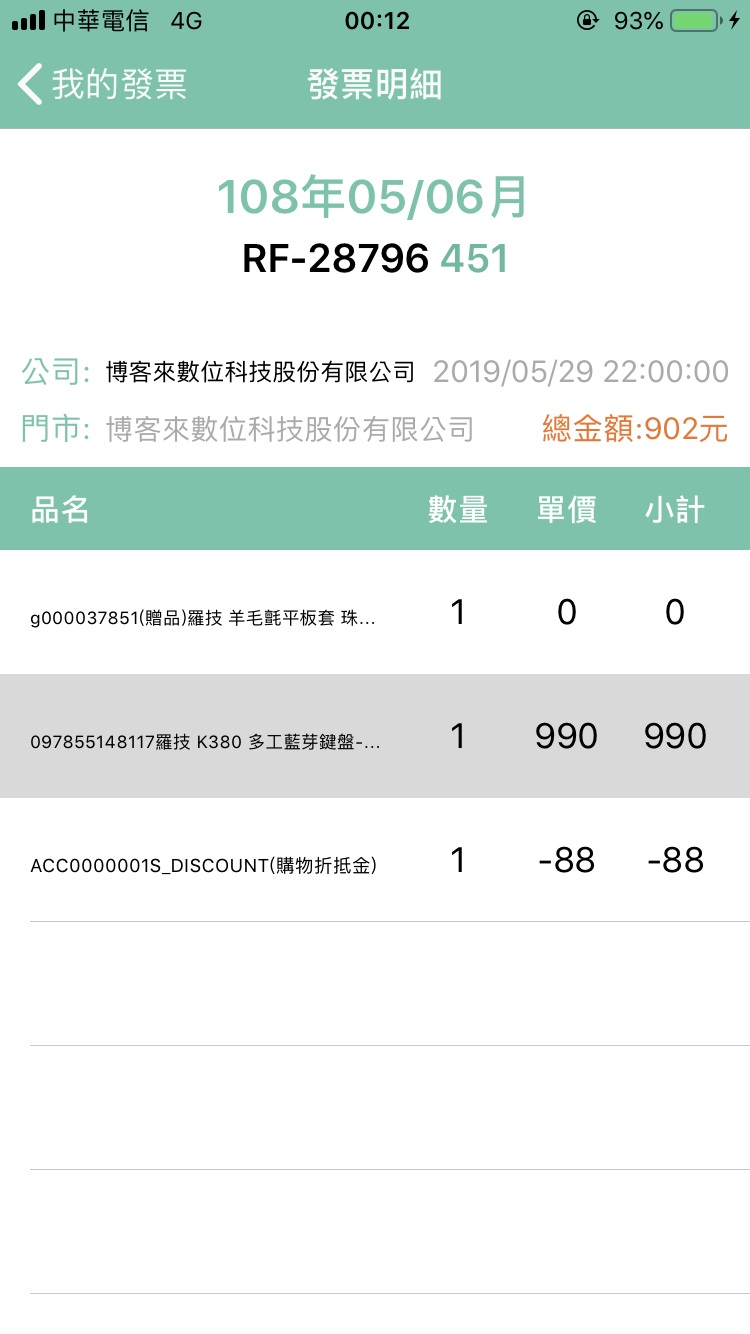 中華電信 4G 00:12 93%
我的發票 發票明細
108年05/06月
RF-28796 451
公司: 博客來數位科技股份有限公司 2019/05/29 22:00:00
門市: 博客來數位科技股份有限公司 總金額:902元
品名 數量 單價 小計
g000037851(贈品)羅技 羊毛氈平板套 珠... 1 0 0
097855148117羅技 K380 多工藍芽鍵盤-... 1 990 990
ACC0000001S_DISCOUNT(購物折抵金) 1 -88 -88